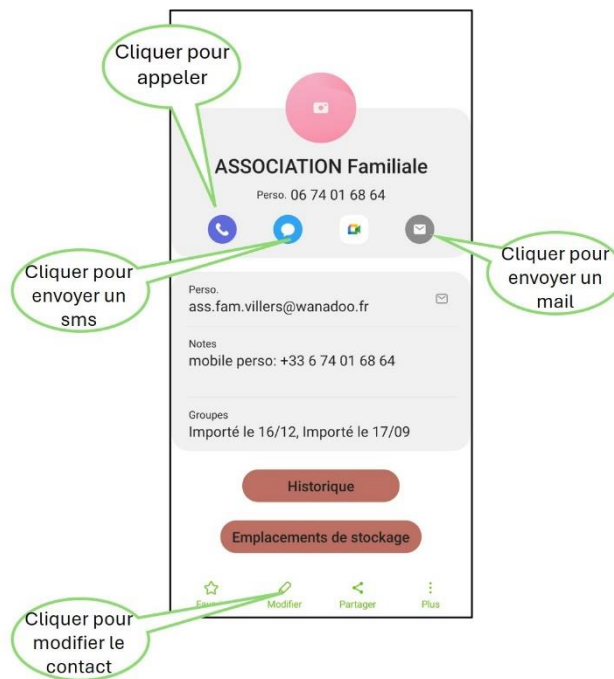 Cliquer pour
appeler
ASSOCIATION Familiale
Perso. 06 74 01 68 64
Cliquer pour
envoyer un
sms
Cliquer pour
envoyer un
mail
Perso.
ass.fam.villers@wanadoo.fr
Notes
mobile perso: +33 6 74 01 68 64
Groupes
Importé le 16/12, Importé le 17/09
Historique
Emplacements de stockage
Modifier
Partager
Plus
Cliquer pour
modifier le
contact